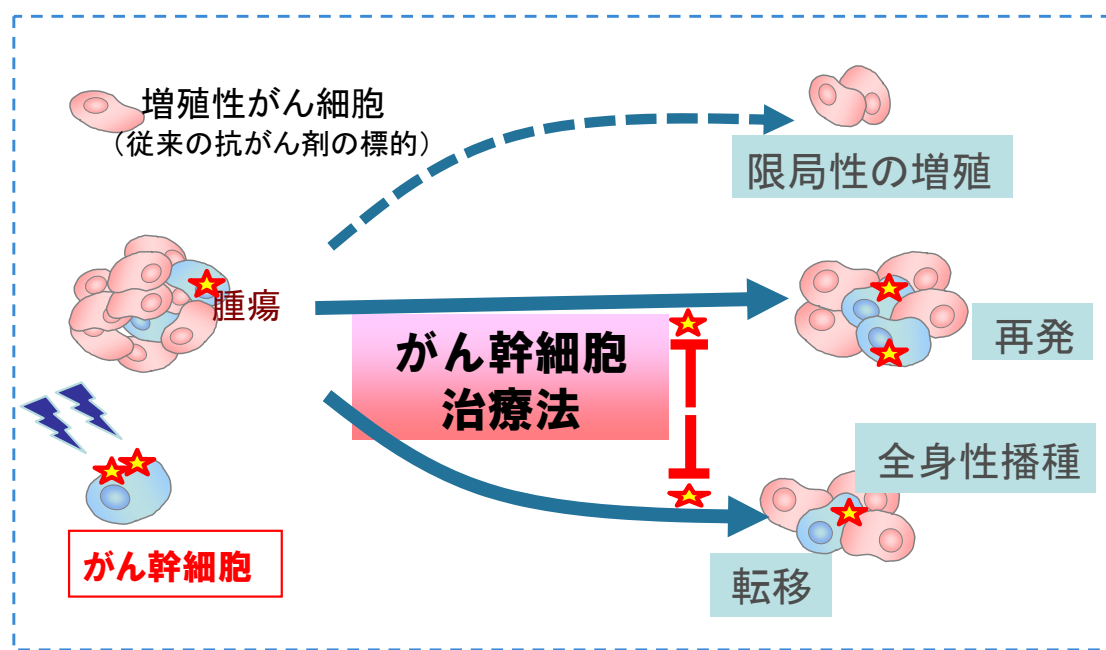 増殖性がん細胞
（従来の抗がん剤の標的）
限局性の増殖
腫瘍
再発
がん幹細胞
治療法
全身性播種
がん幹細胞
転移